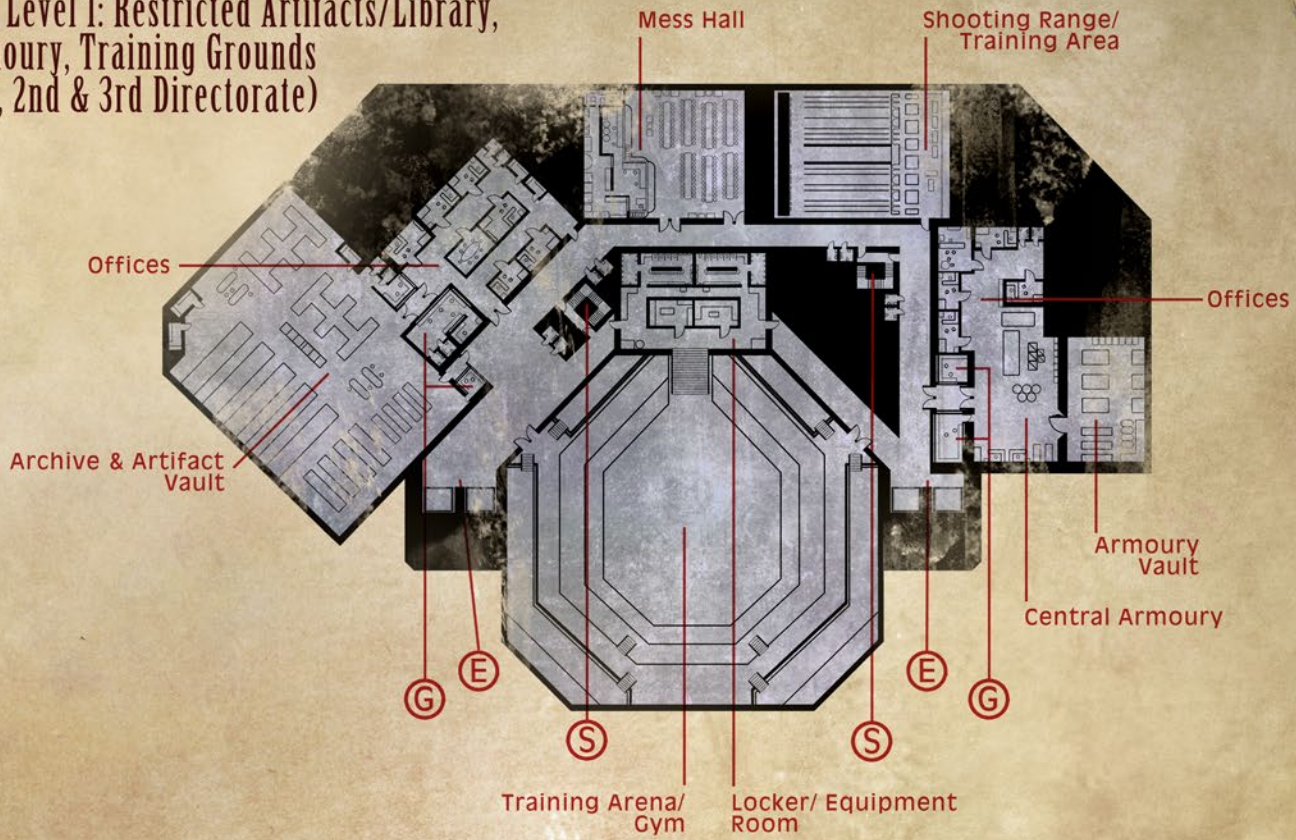 Level 1: Restricted Artifacts/Library,
Training Grounds
2nd & 3rd Directorate)
Mess Hall
Shooting Range/
Training Area
Offices
Offices
Archive & Artifact
Vault
Armoury
Vault
Central Armoury
E
E
G
G
S
S
Training Arena/
Gym
Locker/ Equipment
Room